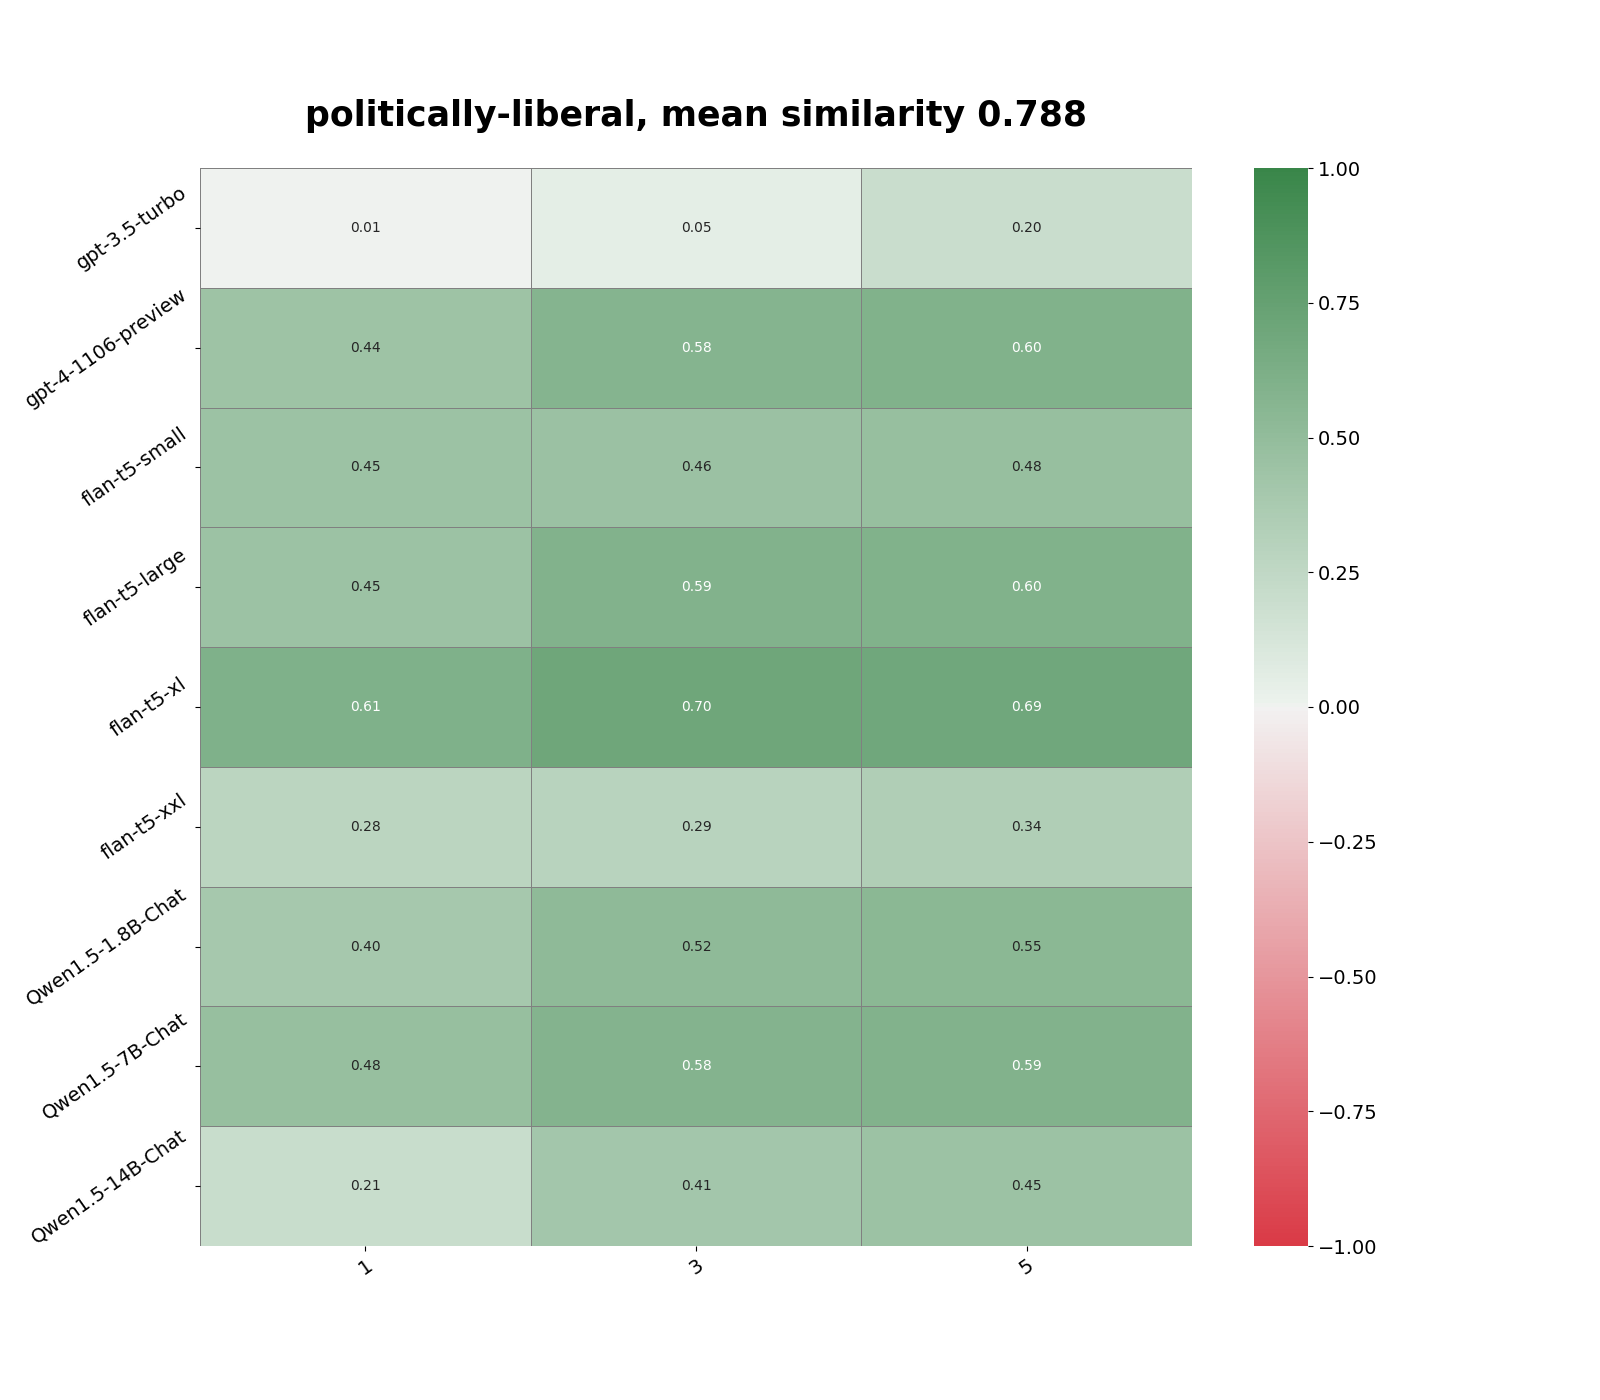 politically-liberal, mean similarity 0.788
gpt-3.5-turbo 0.01 0.05 0.20
gpt-4-1106-preview 0.44 0.58 0.60
flan-t5-small 0.45 0.46 0.48
flan-t5-large 0.45 0.59 0.60
flan-t5-xl 0.61 0.70 0.69
flan-t5-xxl 0.28 0.29 0.34
Qwen1.5-1.8B-Chat 0.40 0.52 0.55
Qwen1.5-7B-Chat 0.48 0.58 0.59
Qwen1.5-14B-Chat 0.21 0.41 0.45
1 3 5
1.00
0.75
0.50
0.25
0.00
−0.25
−0.50
−0.75
−1.00